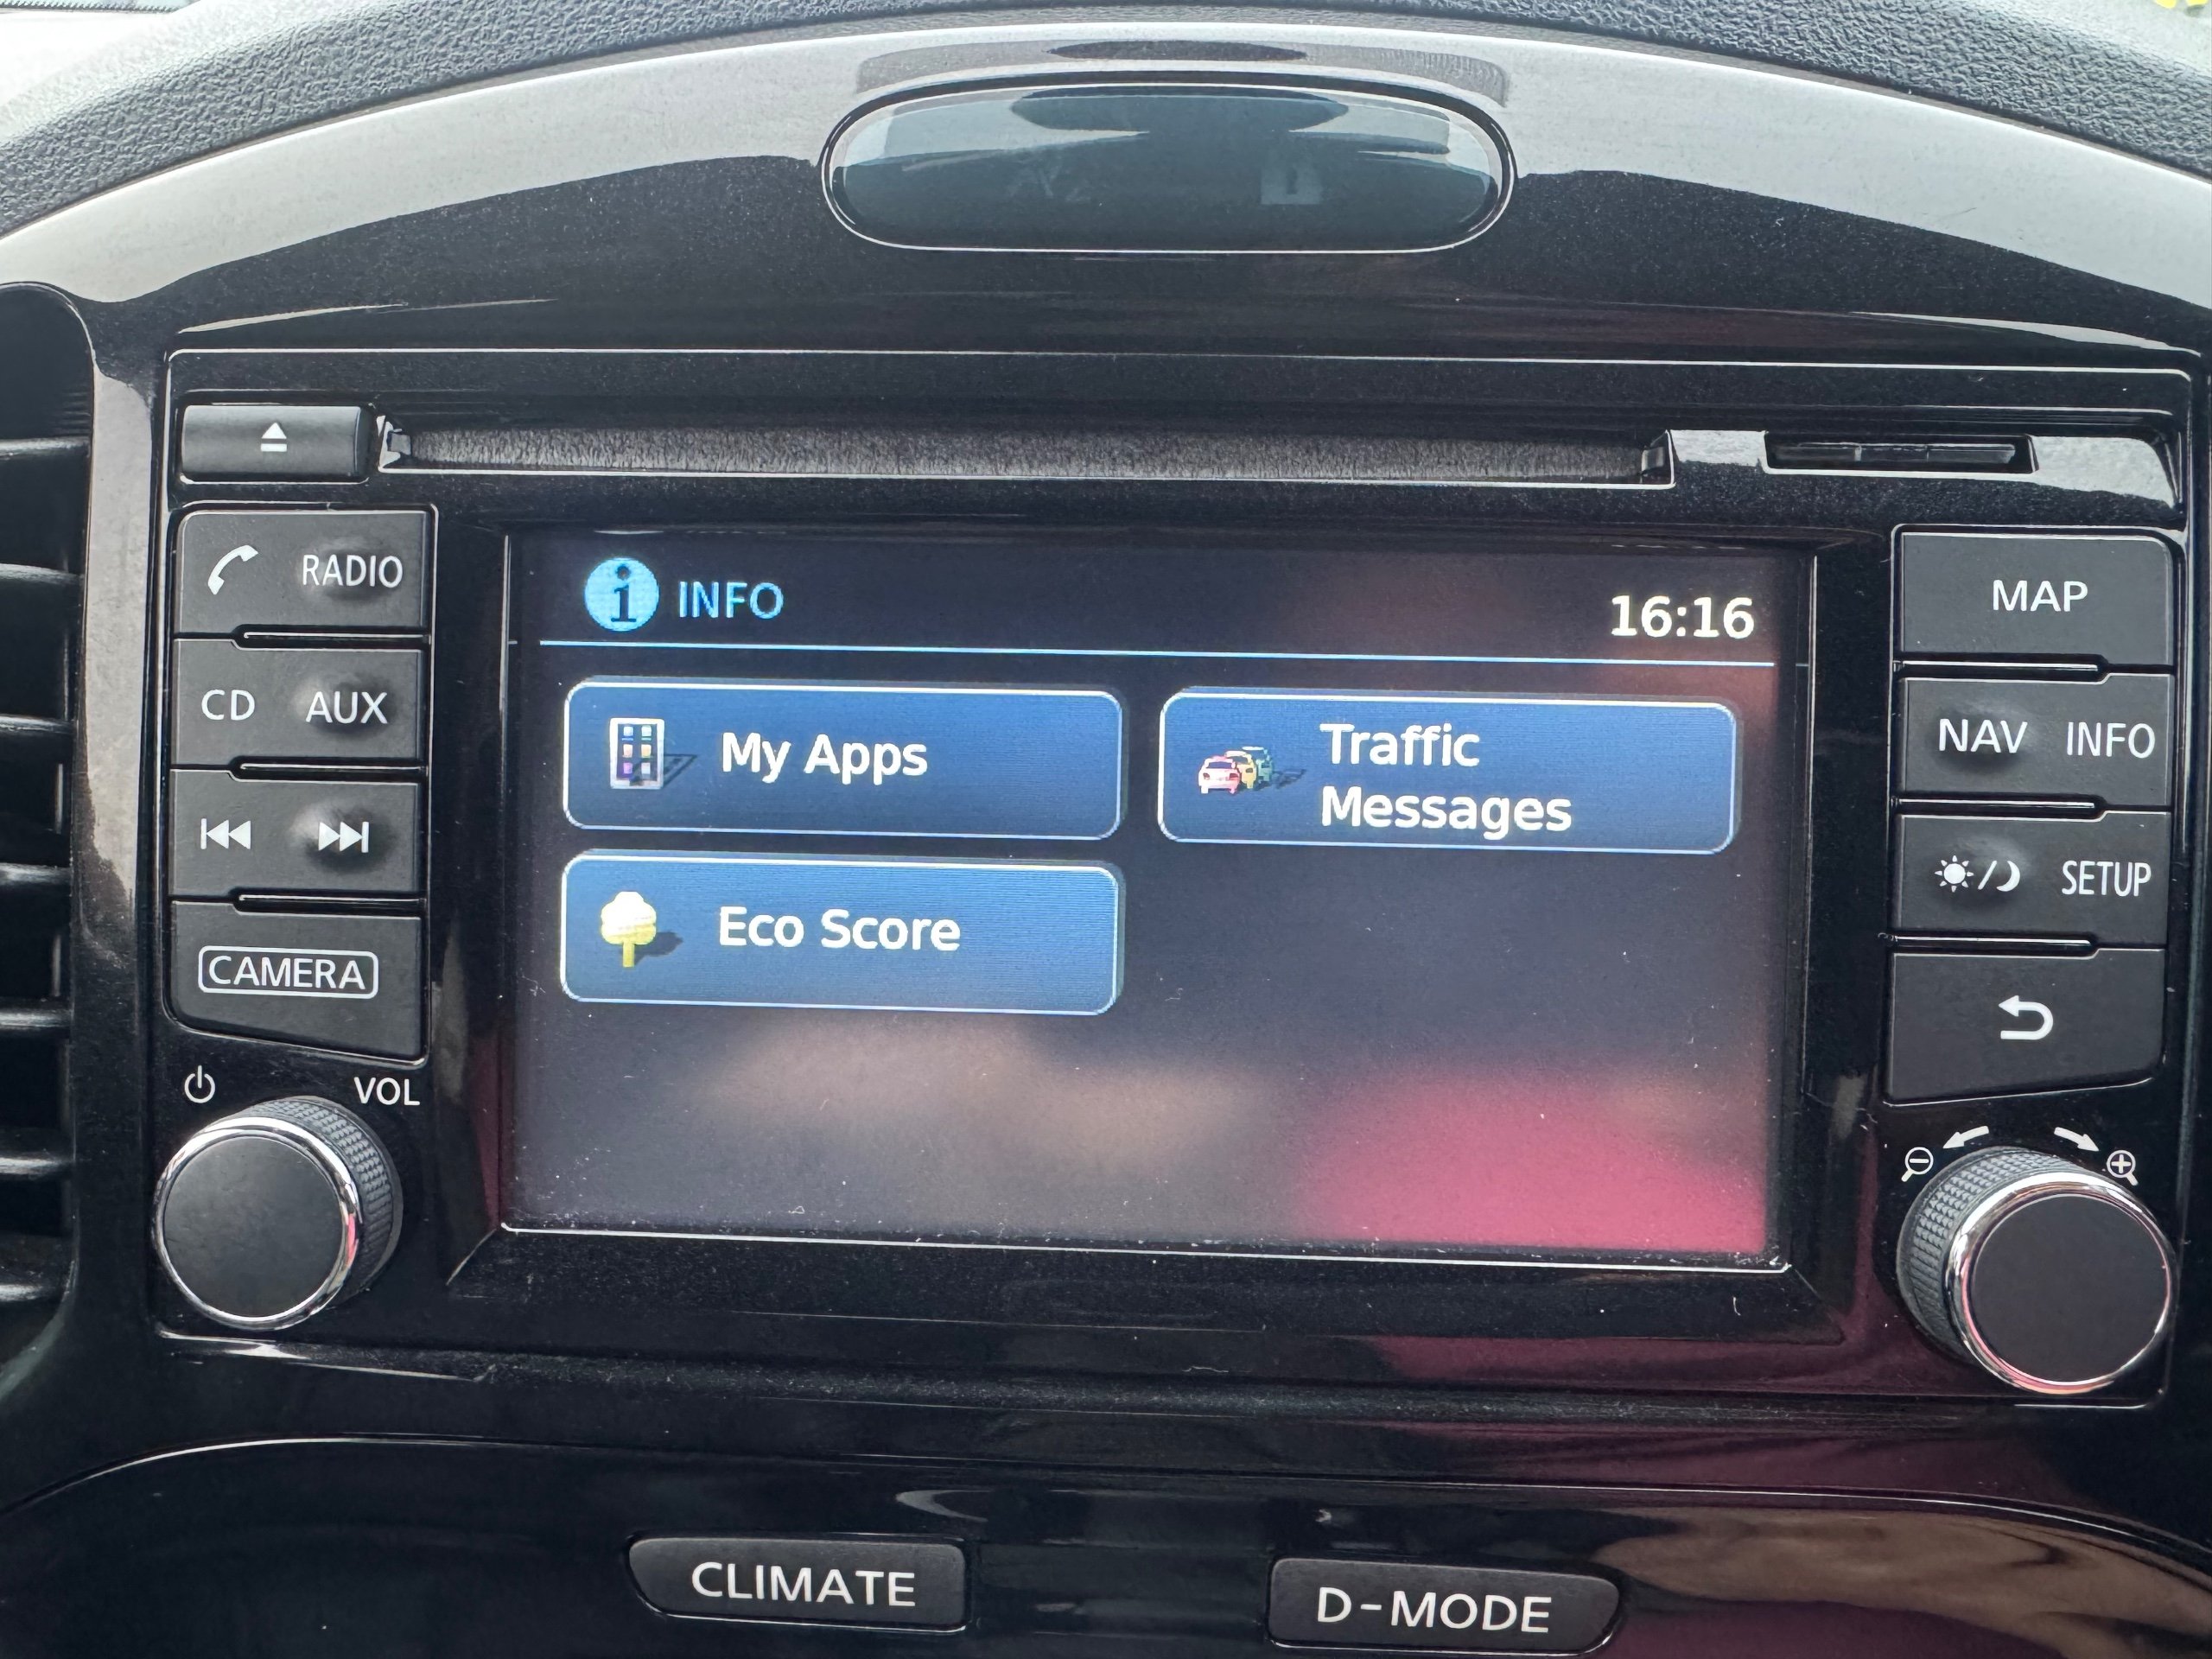 RADIO
CD AUX
CAMERA
VOL
INFO
16:16
My Apps
Traffic
Messages
Eco Score
MAP
NAV INFO
SETUP
CLIMATE
D-MODE